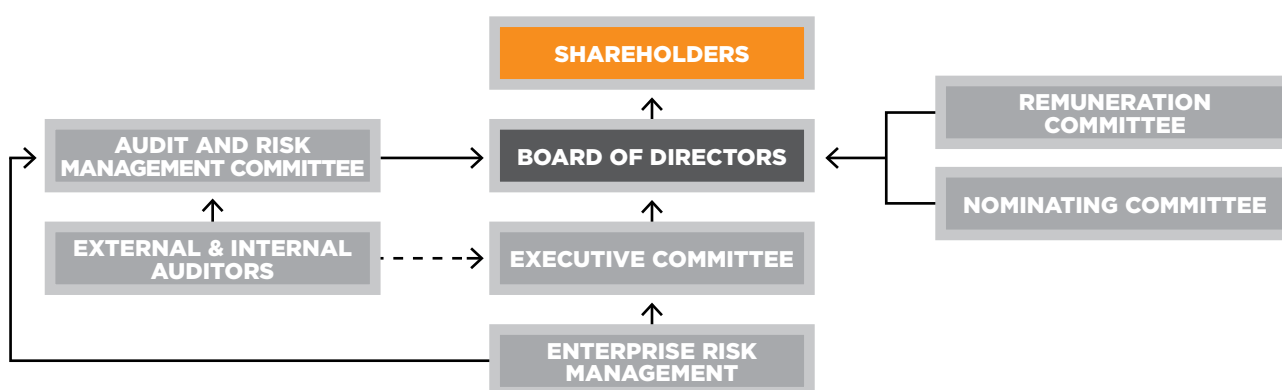 SHAREHOLDERS
REMUNERATION
COMMITTEE
AUDIT AND RISK
MANAGEMENT COMMITTEE
BOARD OF DIRECTORS
NOMINATING COMMITTEE
EXTERNAL & INTERNAL
AUDITORS
EXECUTIVE COMMITTEE
ENTERPRISE RISK
MANAGEMENT